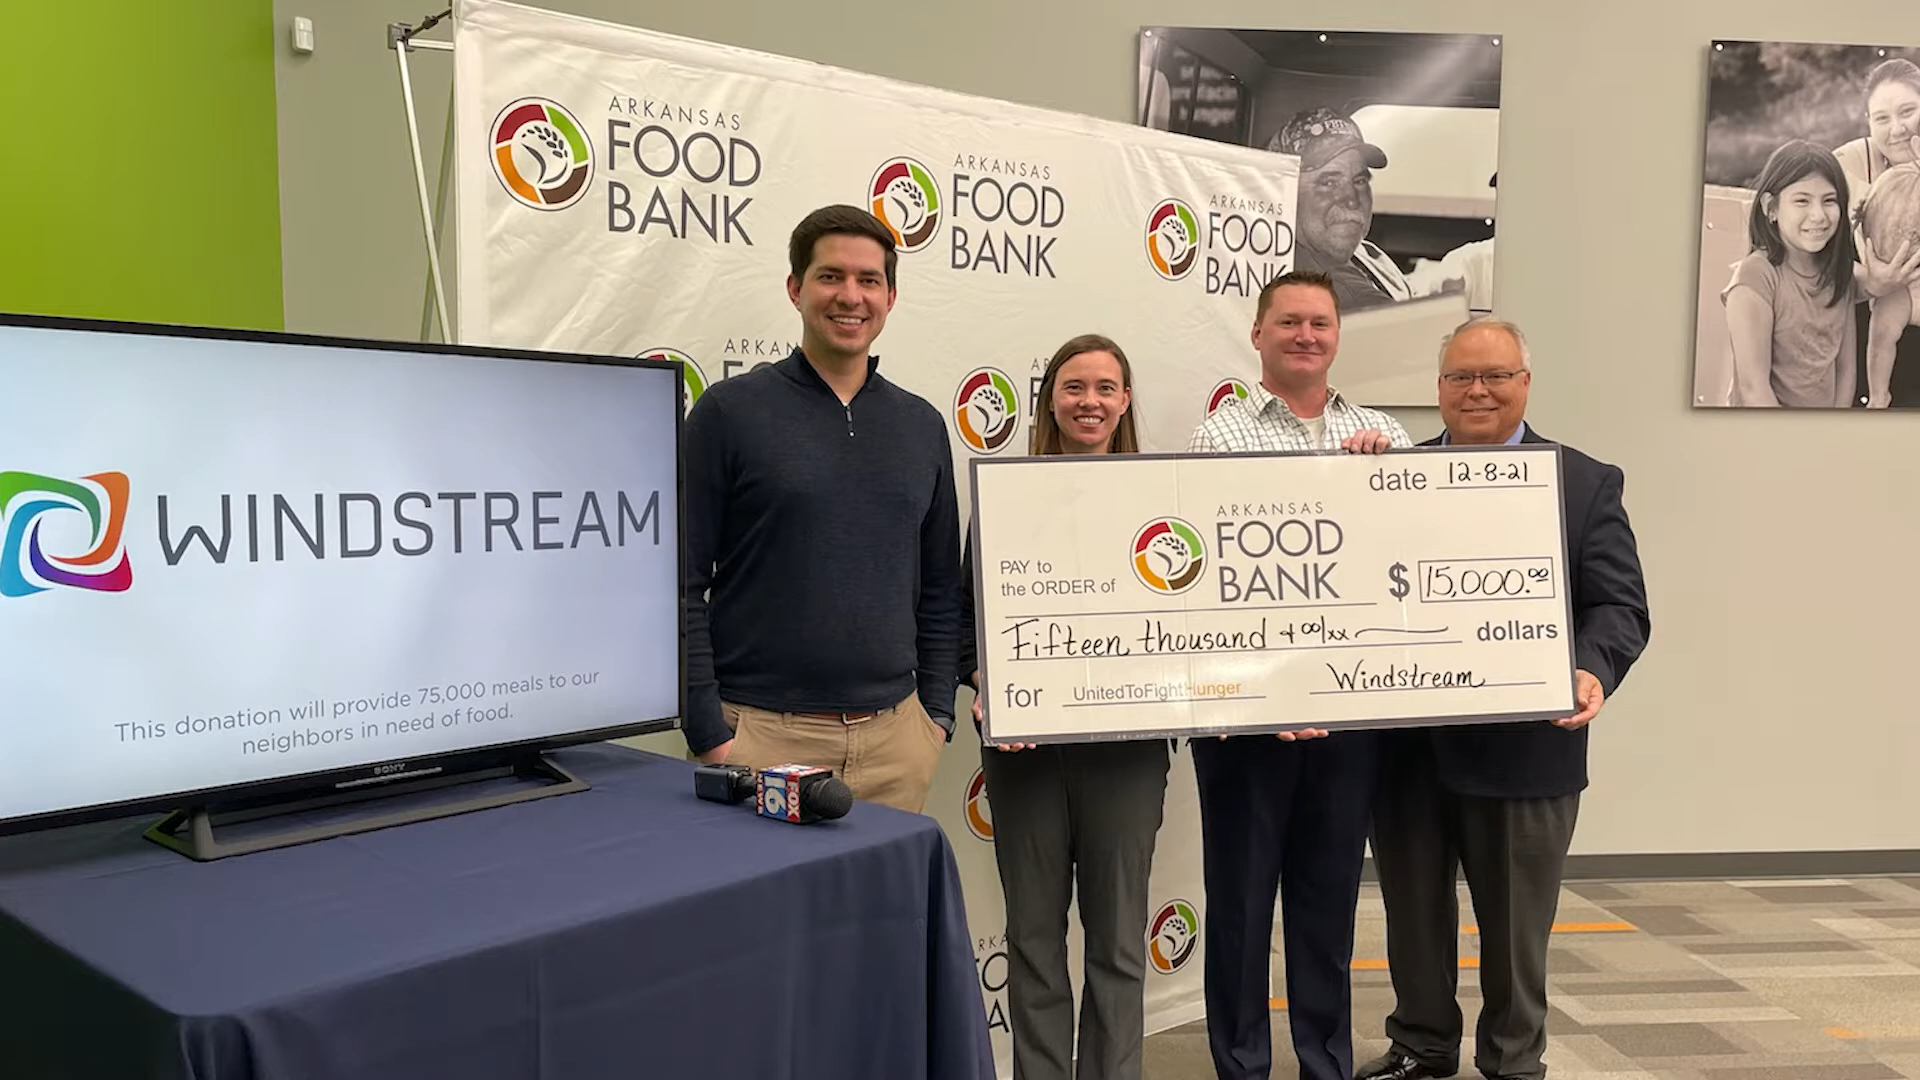 ARKANSAS
FOOD
BANK
ARKANSAS
FOOD
BANK
ARKANSAS
FOOD
BANK
WINDSTREAM
This donation will provide 75,000 meals to our
neighbors in need of food.
SONY
FOX
16
NEWS
date 12-8-21
ARKANSAS
FOOD
BANK
PAY to
the ORDER of
$ 15,000.00
Fifteen thousand & 00/xx dollars
for UnitedToFightHunger
Windstream